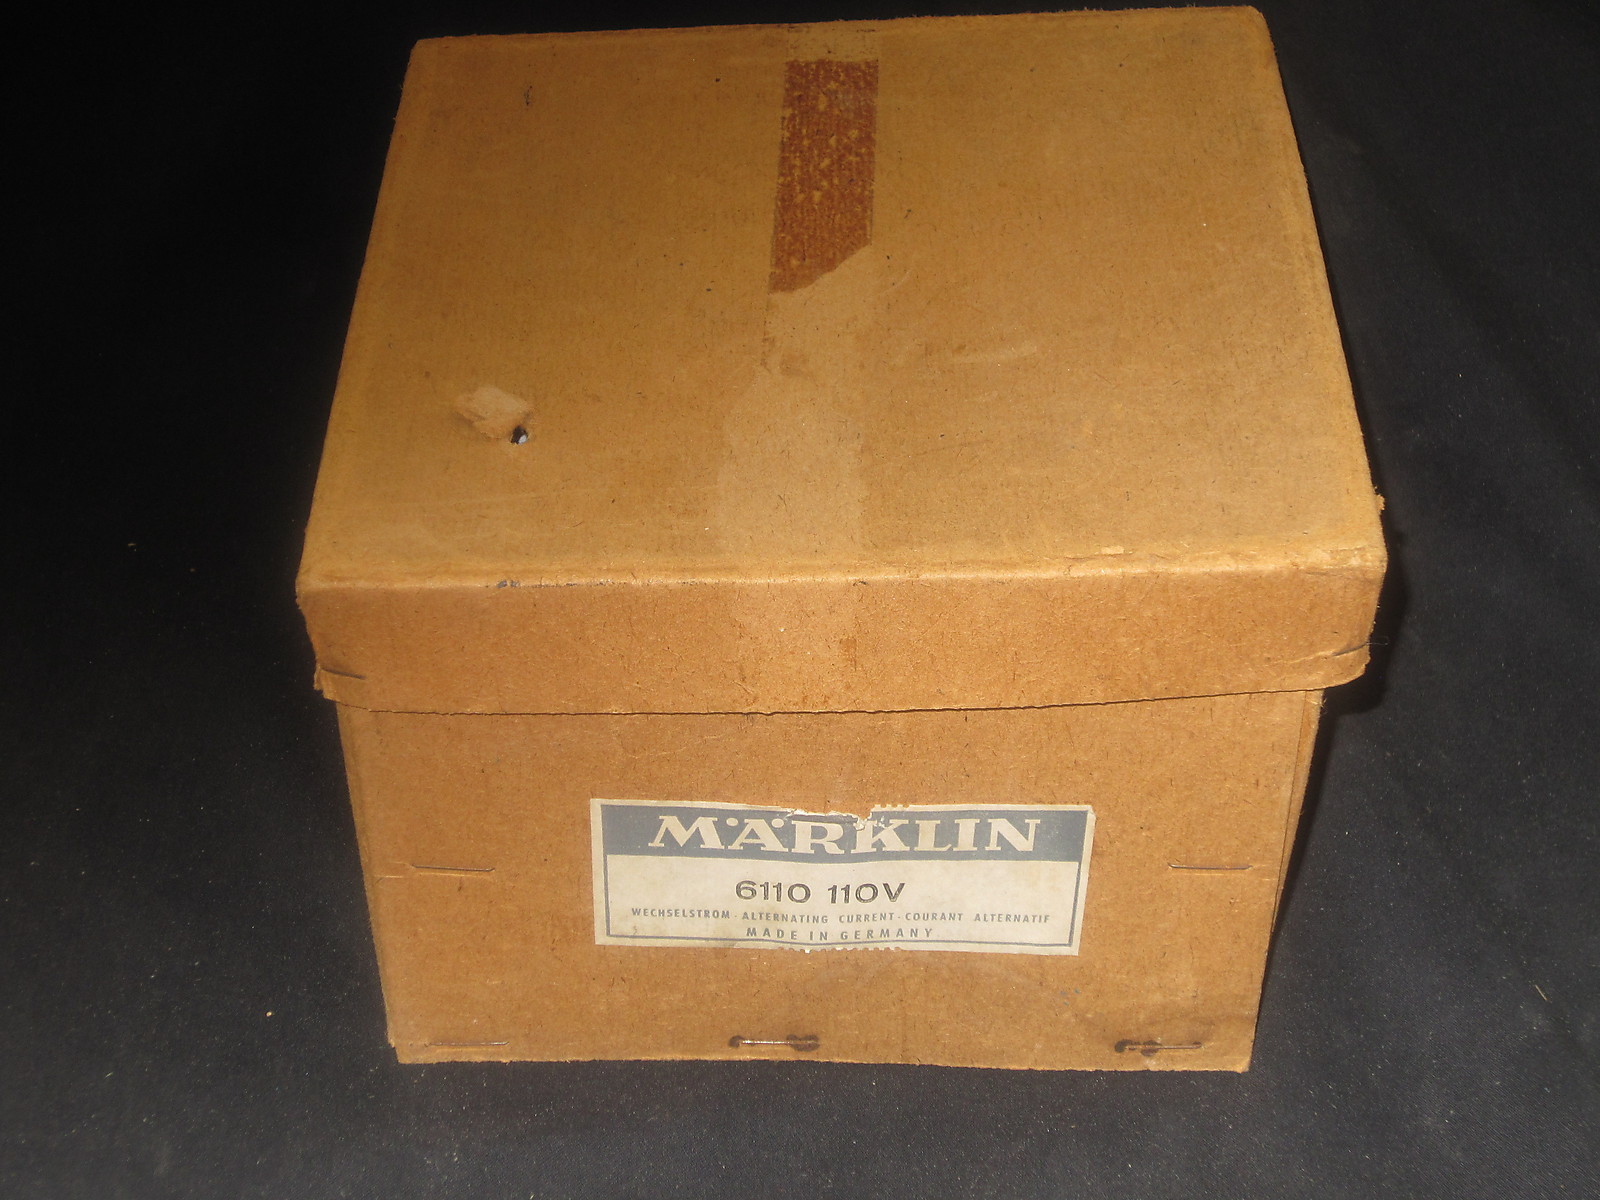 MÄRKLIN
6110 110V
WECHSELSTROM · ALTERNATING CURRENT · COURANT ALTERNATIF
MADE IN GERMANY